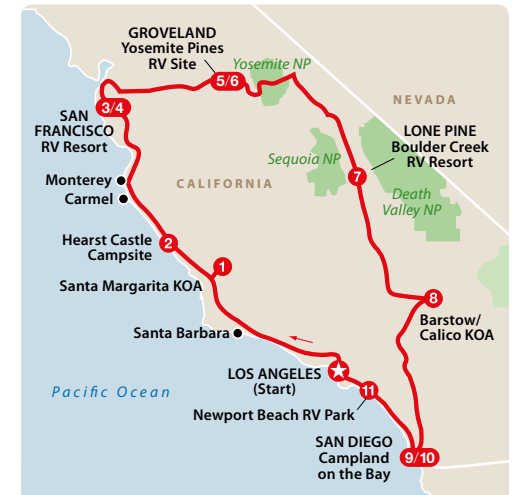 GROVELAND
Yosemite Pines
RV Site
Yosemite NP
5/6
3/4
SAN
FRANCISCO
RV Resort
NEVADA
LONE PINE
Boulder Creek
RV Resort
Sequoia NP
7
Monterey
Carmel
CALIFORNIA
Death
Valley NP
Hearst Castle
Campsite
2
1
Santa Margarita KOA
8
Barstow/
Calico KOA
Santa Barbara
LOS ANGELES
(Start)
Pacific Ocean
11
Newport Beach RV Park
SAN DIEGO
Campland
on the Bay
9/10